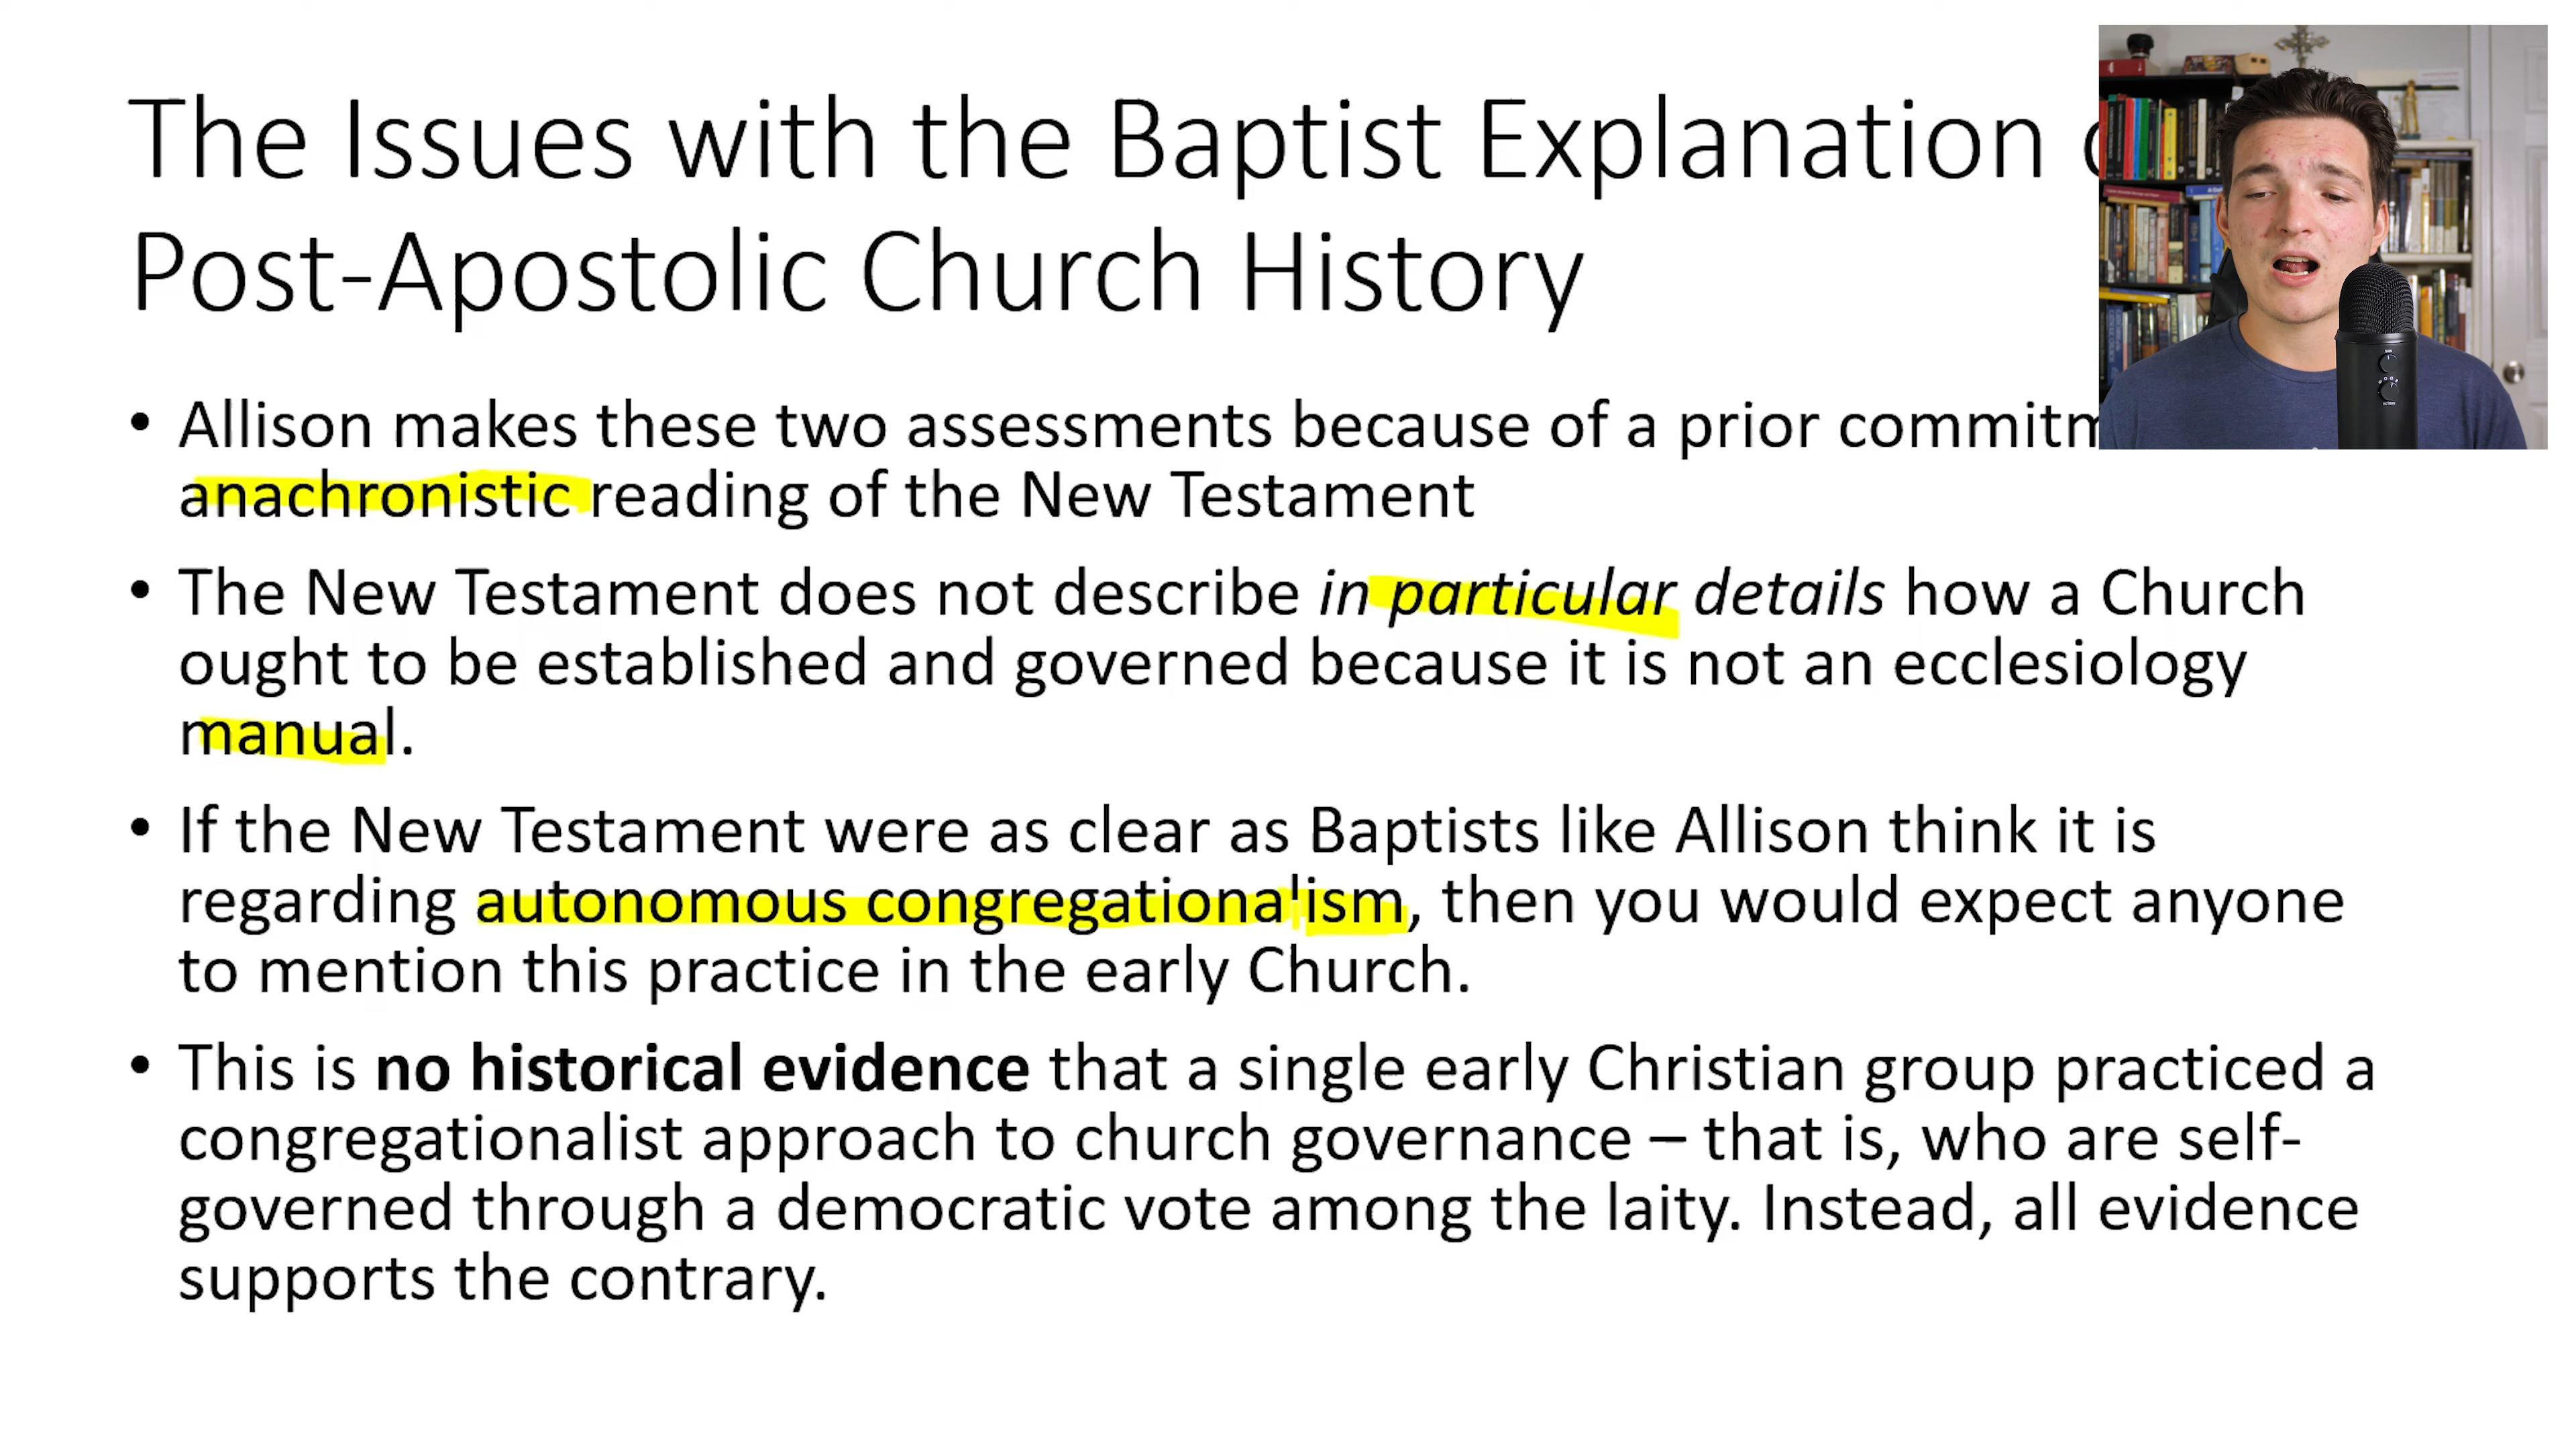 The Issues with the Baptist Explanation
Post-Apostolic Church History
• Allison makes these two assessments because of a prior
anachronistic reading of the New Testament
• The New Testament does not describe in particular details how a Church
ought to be established and governed because it is not an ecclesiology
manual.
• If the New Testament were as clear as Baptists like Allison think it is
regarding autonomous congregationalism, then you would expect anyone
to mention this practice in the early Church.
• This is no historical evidence that a single early Christian group practiced a
congregationalist approach to church governance – that is, who are self-
governed through a democratic vote among the laity. Instead, all evidence
supports the contrary.